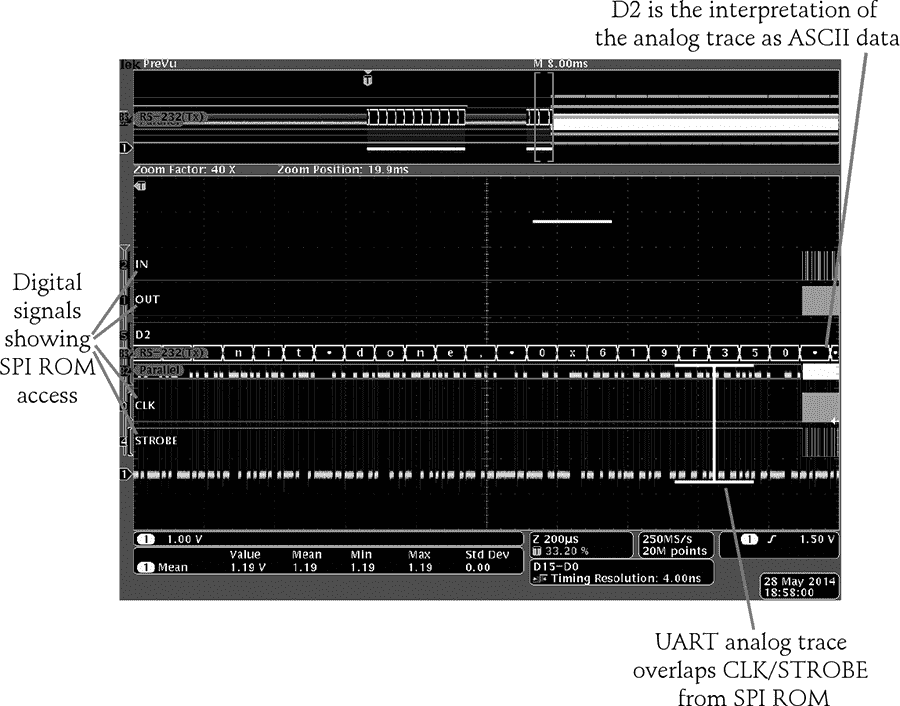 D2 is the interpretation of
the analog trace as ASCII data
Tek PreVu
M 8.00ms
RS-232(Tx)
1
Zoom Factor: 40 X
Zoom Position: 19.9ms
Digital
signals
showing
SPI ROM
access
IN
OUT
D2
RS-232(Tx) n i t • d o n e . • 0 x 6 1 9 f 3 5 0 • •
Parallel
CLK
STROBE
1
1 1.00 V
Value Mean Min Max Std Dev
1 Mean 1.19 V 1.19 1.19 1.19 0.00
Z 200µs
T 33.20 %
250MS/s
20M points
1 1.50 V
D15-D0
Timing Resolution: 4.00ns
28 May 2014
18:58:00
UART analog trace
overlaps CLK/STROBE
from SPI ROM